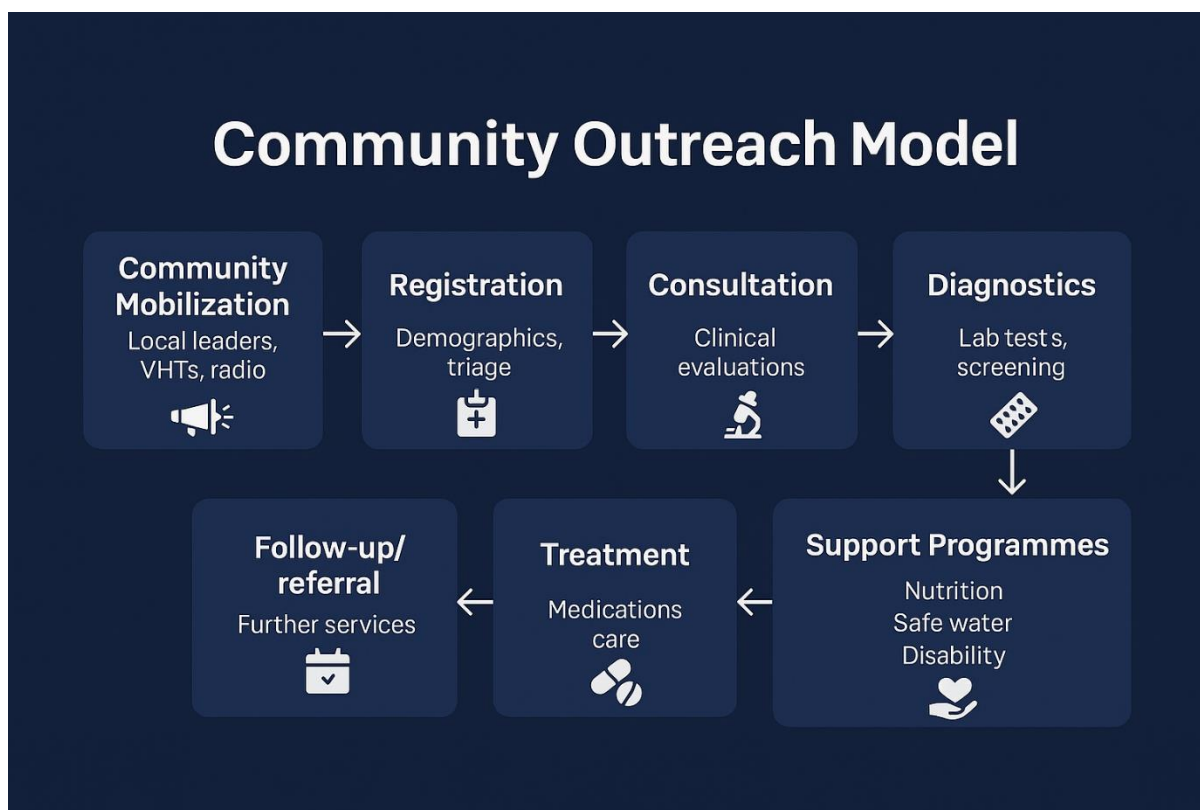 Community Outreach Model
Community
Mobilization
Local leaders,
VHTs, radio
Registration
Demographics,
triage
Consultation
Clinical
evaluations
Diagnostics
Lab tests,
screening
Support Programmes
Nutrition
Safe water
Disability
Treatment
Medications
care
Follow-up/
referral
Further services